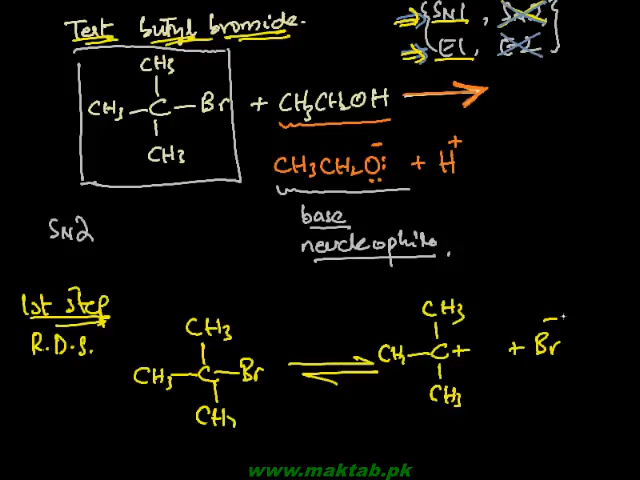 Test butyl bromide.
SN1, SN2
E1, E2
CH3
CH3-C-Br + CH3CH2OH
CH3
CH3CH2O:⁻ + H⁺
base
neucleophile.
SN2
1st step
R.D.S.
CH3
CH3-C-Br
CH3
CH3
CH3-C+ + Br⁻
CH3
www.maktab.pk